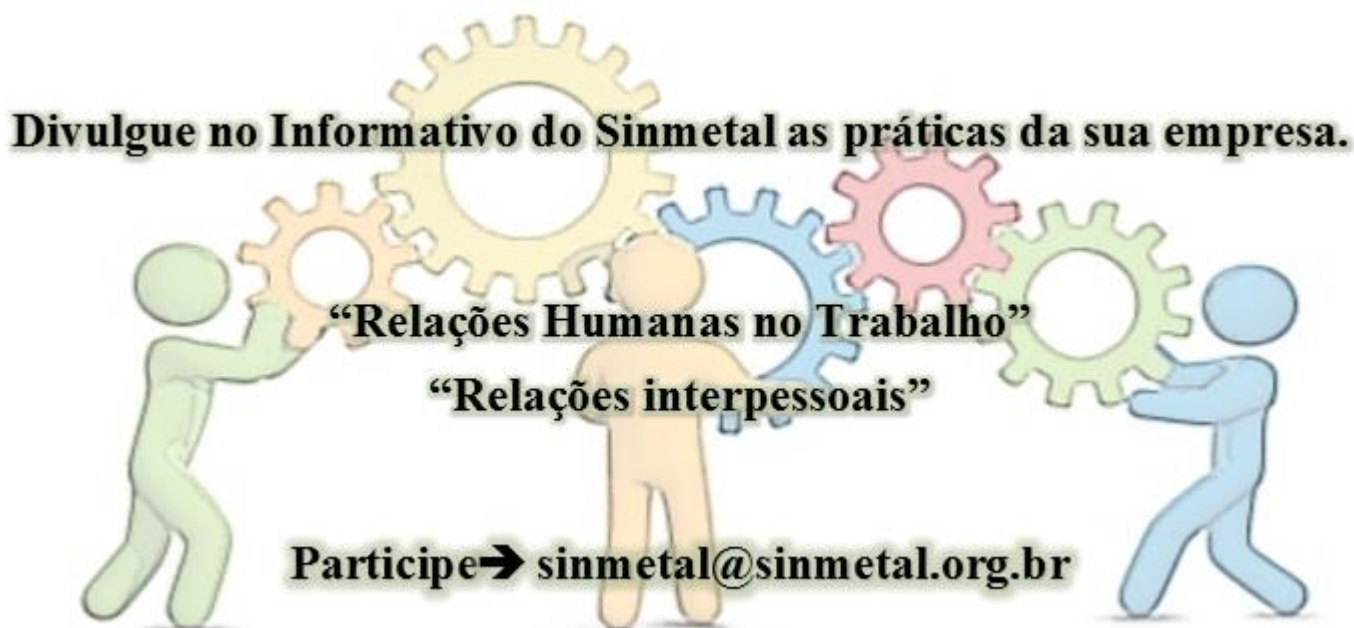 Divulgue no Informativo do Sinmetal as práticas da sua empresa.
“Relações Humanas no Trabalho”
“Relações interpessoais”
Participe➔ sinmetal@sinmetal.org.br